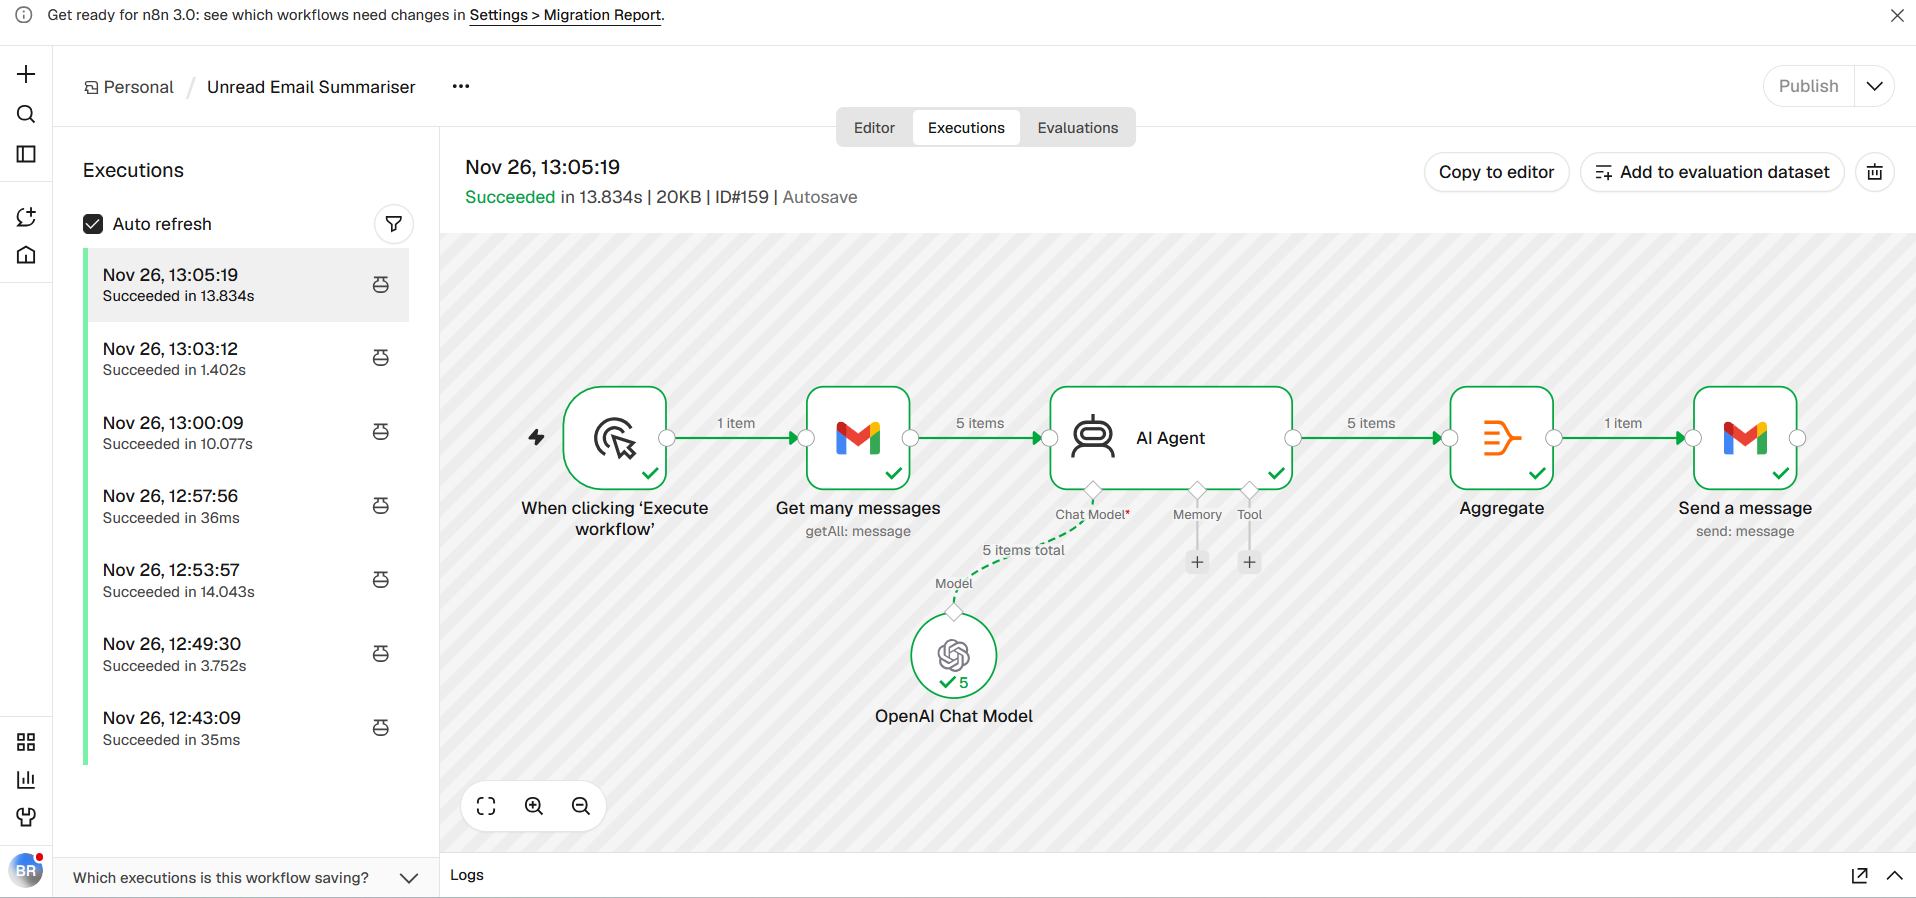 Get ready for n8n 3.0: see which workflows need changes in Settings > Migration Report.
Personal / Unread Email Summariser
Publish
Editor
Executions
Evaluations
Executions
Auto refresh
Nov 26, 13:05:19
Succeeded in 13.834s
Nov 26, 13:03:12
Succeeded in 1.402s
Nov 26, 13:00:09
Succeeded in 10.077s
Nov 26, 12:57:56
Succeeded in 36ms
Nov 26, 12:53:57
Succeeded in 14.043s
Nov 26, 12:49:30
Succeeded in 3.752s
Nov 26, 12:43:09
Succeeded in 35ms
BR
Which executions is this workflow saving?
Nov 26, 13:05:19
Succeeded in 13.834s | 20KB | ID#159 | Autosave
Copy to editor
Add to evaluation dataset
1 item
5 items
AI Agent
5 items
1 item
When clicking ‘Execute
workflow’
Get many messages
getAll: message
Chat Model*
Memory
Tool
Aggregate
Send a message
send: message
5 items total
Model
5
OpenAI Chat Model
Logs